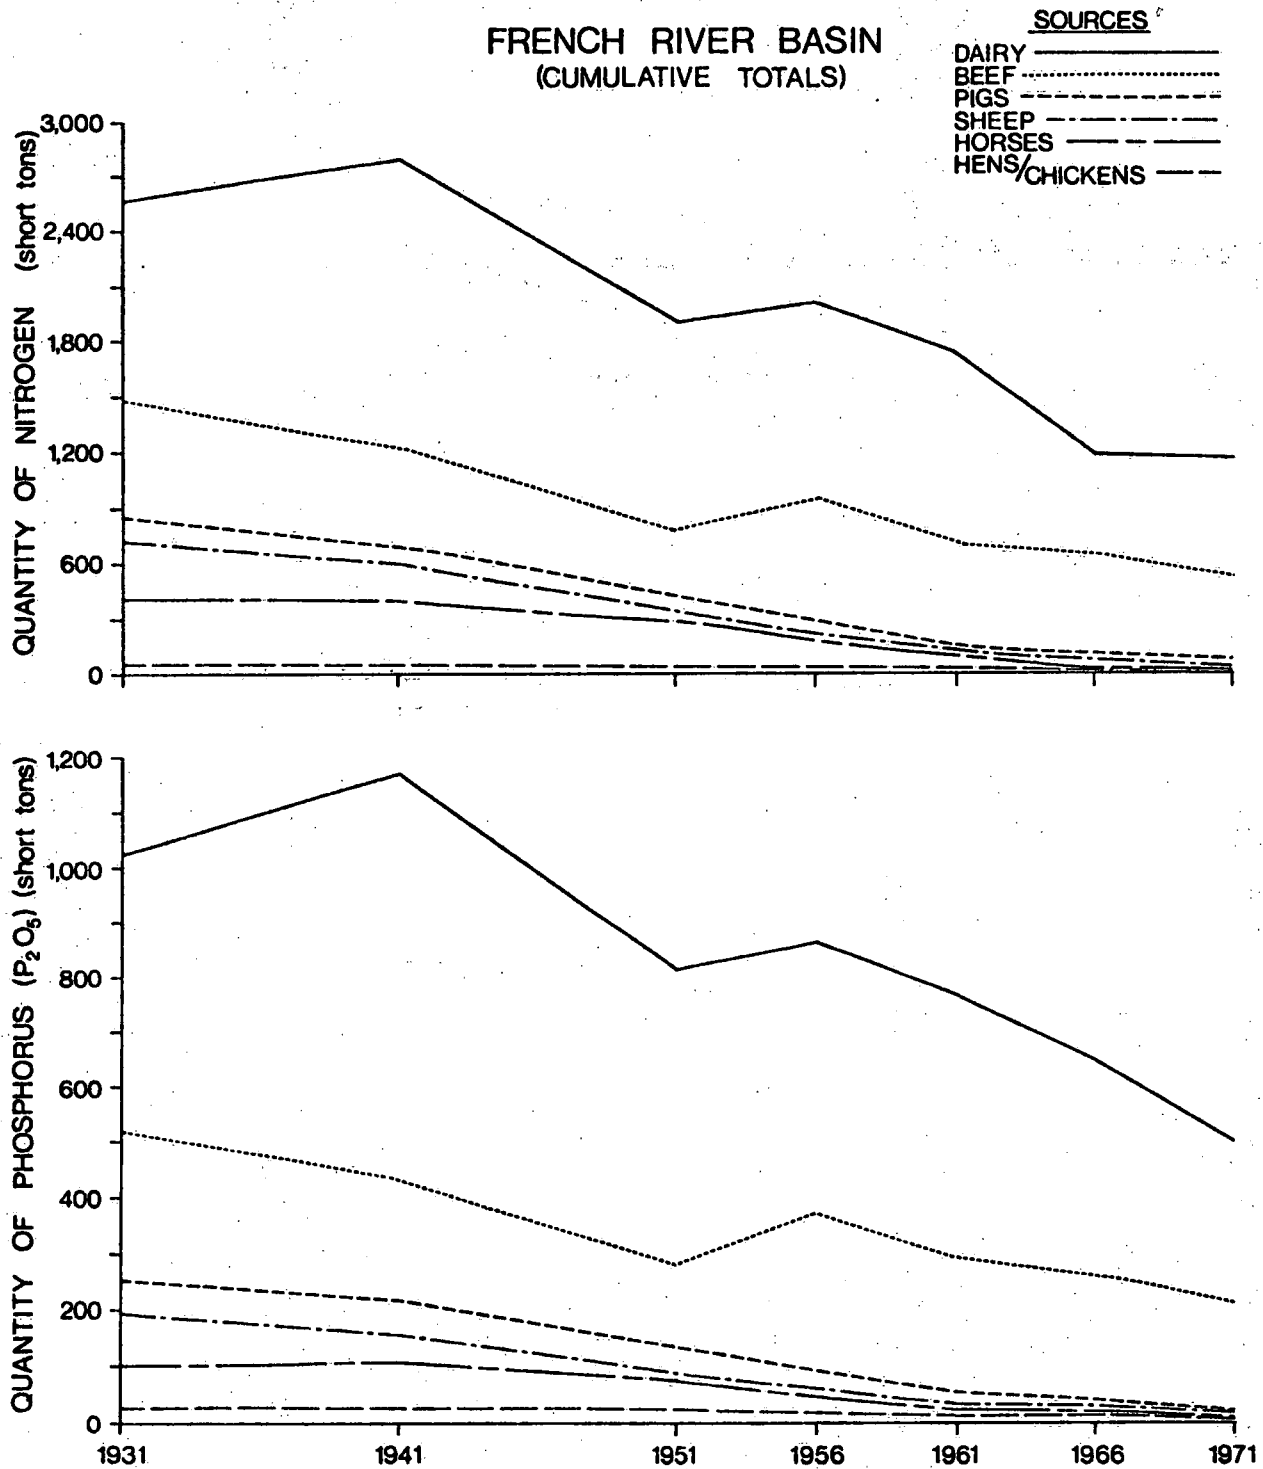 FRENCH RIVER BASIN
(CUMULATIVE TOTALS)
SOURCES
DAIRY
BEEF
PIGS
SHEEP
HORSES
HENS/CHICKENS
QUANTITY OF NITROGEN (short tons)
3,000
2,400
1,800
1,200
600
0
QUANTITY OF PHOSPHORUS (P₂O₅) (short tons)
1,200
1,000
800
600
400
200
0
1931 1941 1951 1956 1961 1966 1971